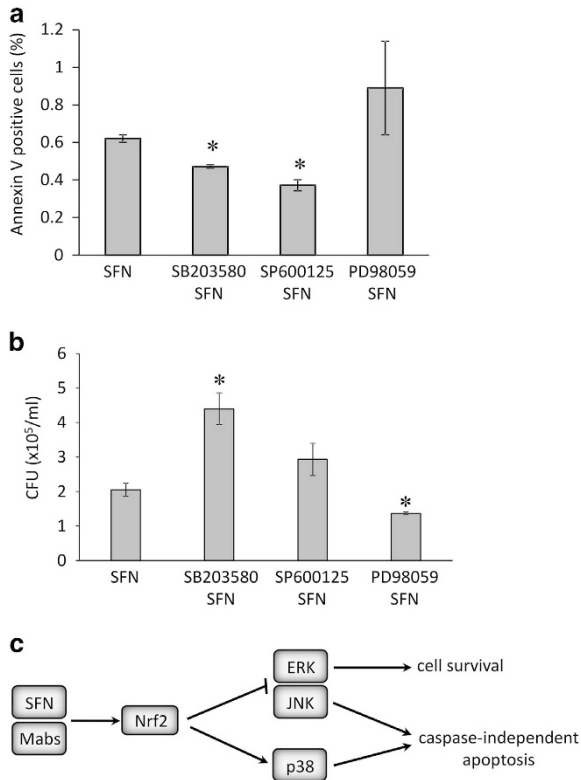 a
Annexin V positive cells (%)
1.2
1
0.8
0.6
0.4
0.2
0
*
*
SFN
SB203580
SFN
SP600125
SFN
PD98059
SFN
b
CFU (x10⁵/ml)
6
5
4
3
2
1
0
*
*
SFN
SB203580
SFN
SP600125
SFN
PD98059
SFN
c
SFN
Mabs
Nrf2
ERK
JNK
p38
cell survival
caspase-independent
apoptosis